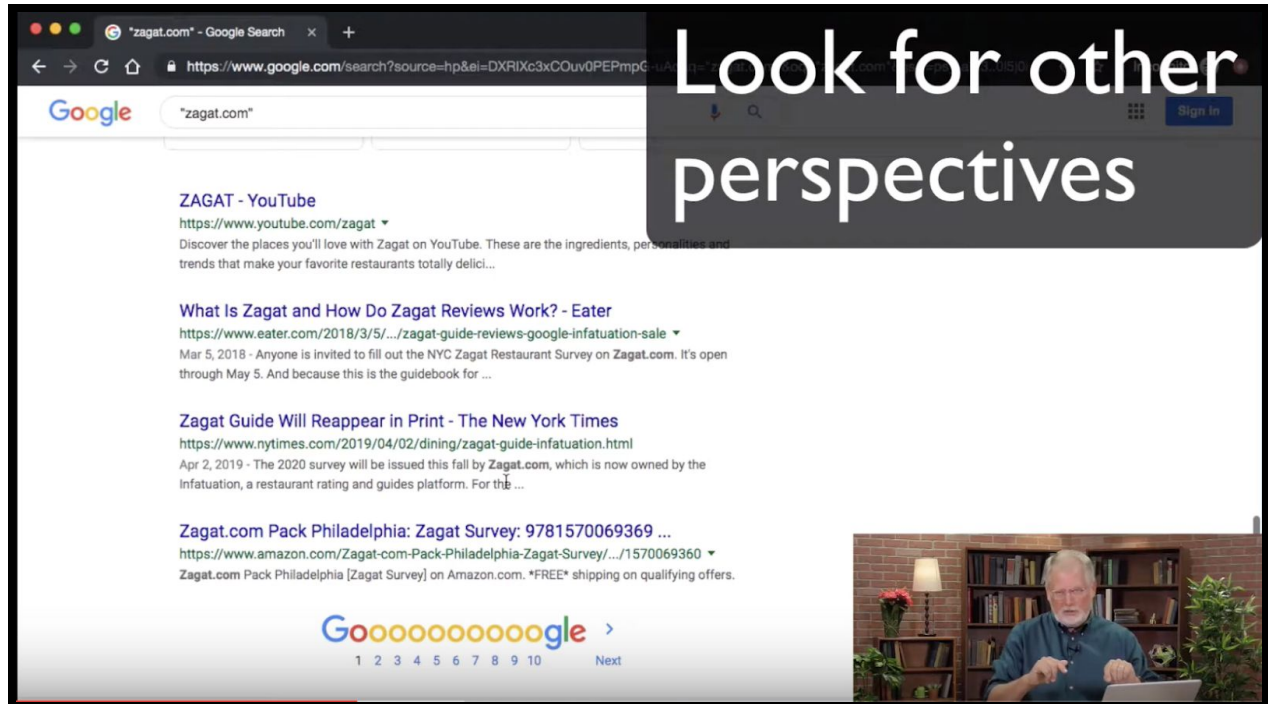 "zagat.com" - Google Search
Look for other
perspectives
Google
"zagat.com"
Sign in
ZAGAT - YouTube
https://www.youtube.com/zagat
Discover the places you'll love with Zagat on YouTube. These are the ingredients, personalities and
trends that make your favorite restaurants totally delici...
What Is Zagat and How Do Zagat Reviews Work? - Eater
https://www.eater.com/2018/3/5/.../zagat-guide-reviews-google-infatuation-sale
Mar 5, 2018 - Anyone is invited to fill out the NYC Zagat Restaurant Survey on Zagat.com. It's open
through May 5. And because this is the guidebook for ...
Zagat Guide Will Reappear in Print - The New York Times
https://www.nytimes.com/2019/04/02/dining/zagat-guide-infatuation.html
Apr 2, 2019 - The 2020 survey will be issued this fall by Zagat.com, which is now owned by the
Infatuation, a restaurant rating and guides platform. For the ...
Zagat.com Pack Philadelphia: Zagat Survey: 9781570069369 ...
https://www.amazon.com/Zagat-com-Pack-Philadelphia-Zagat-Survey/.../1570069360
Zagat.com Pack Philadelphia [Zagat Survey] on Amazon.com. *FREE* shipping on qualifying offers.
Goooooooooogle
1 2 3 4 5 6 7 8 9 10 Next